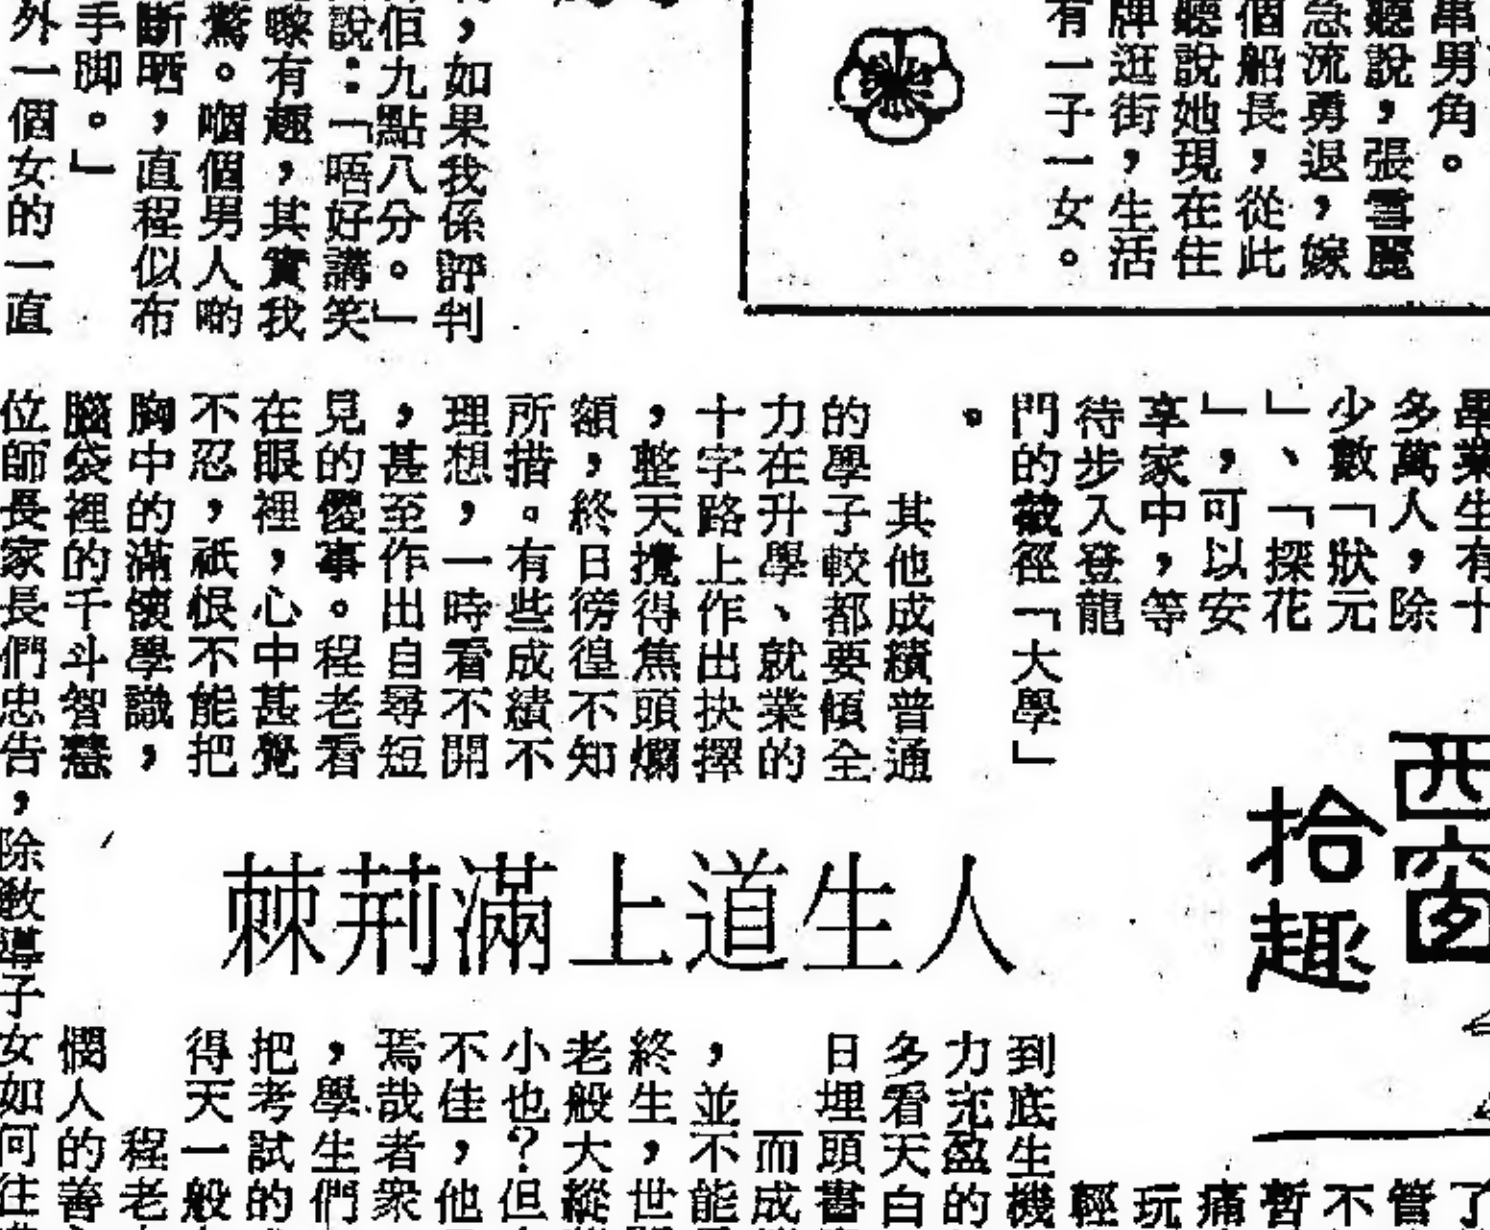 串男角。
聽說，張雪麗
急流勇退，嫁
個船長，從此
聽說她現在住
牌逛街，生活
有一子一女。
，如果我係評判
佢九點八分。」
說：「唔好講笑
嚟有趣，其實我
驚。嗰個男人啲
斷晒，直程似布
手脚。」
外一個女的一直
西窗
拾趣
畢業生有十
多萬人，除
少數「狀元
」、「探花
」，可以安
享家中，等
待步入登龍
門的捷徑「大學」
。
其他成績普通
的學子較都要傾全
力在升學、就業的
十字路上作出抉擇
，整天攪得焦頭爛
額，終日徬徨不知
所措。有些成績不
理想，一時看不開
，甚至作出自尋短
見的傻事。程老看
在眼裡，心中甚覺
不忍，祇恨不能把
胸中的滿懷學識，
腦袋裡的千斗智慧
位師長家長們忠告，除教導子女如何往
人生道上滿荊棘
了
管
不
暫
痛
玩
輕
到底生機
力充盈的
多看天白
日埋頭書
而成
，並不能
終生，世
老般大縱
小也？但
不佳，他
焉哉者衆
，學生們
把考試的
得天一般
程老
憫人的善